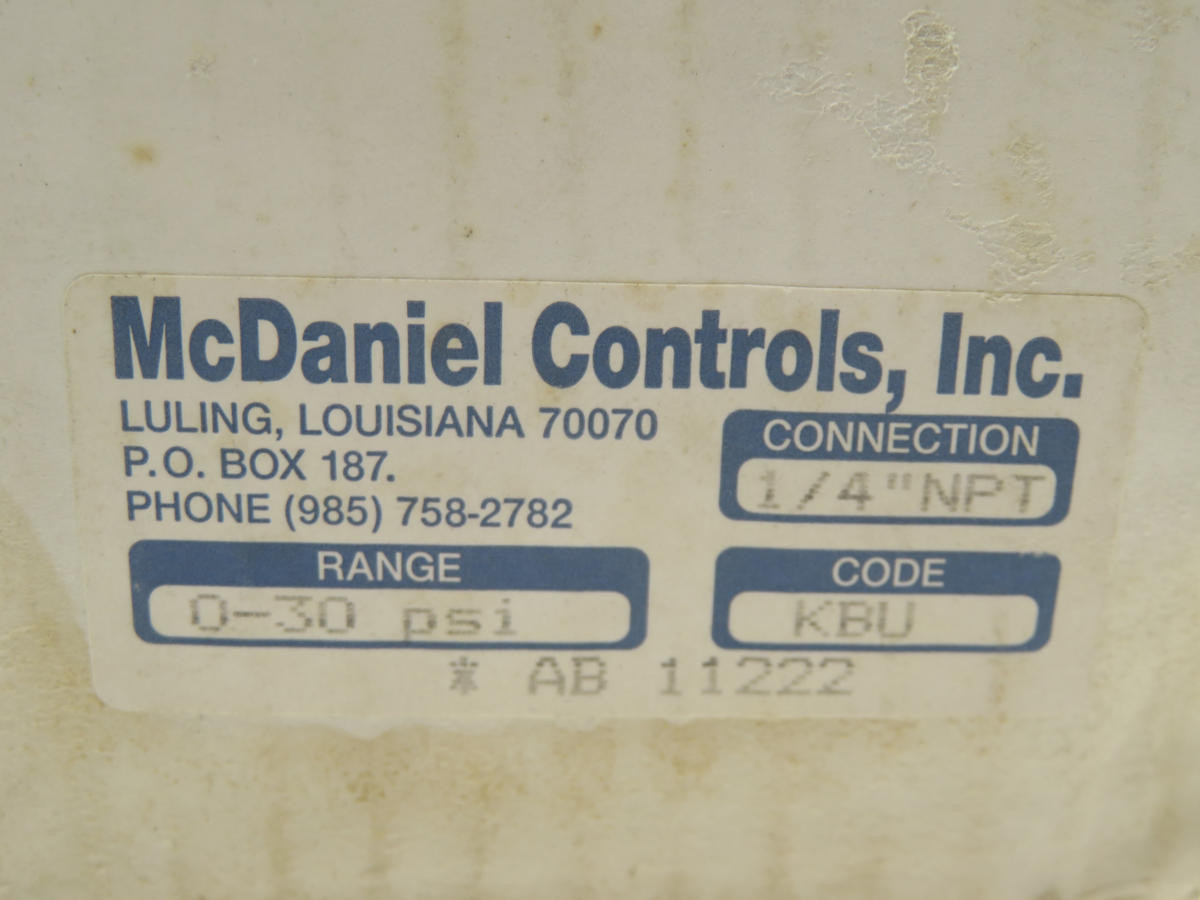 McDaniel Controls, Inc.
LULING, LOUISIANA 70070
P.O. BOX 187.
PHONE (985) 758-2782
CONNECTION
1/4"NPT
RANGE
0-30 psi
CODE
KBU
* AB 11222